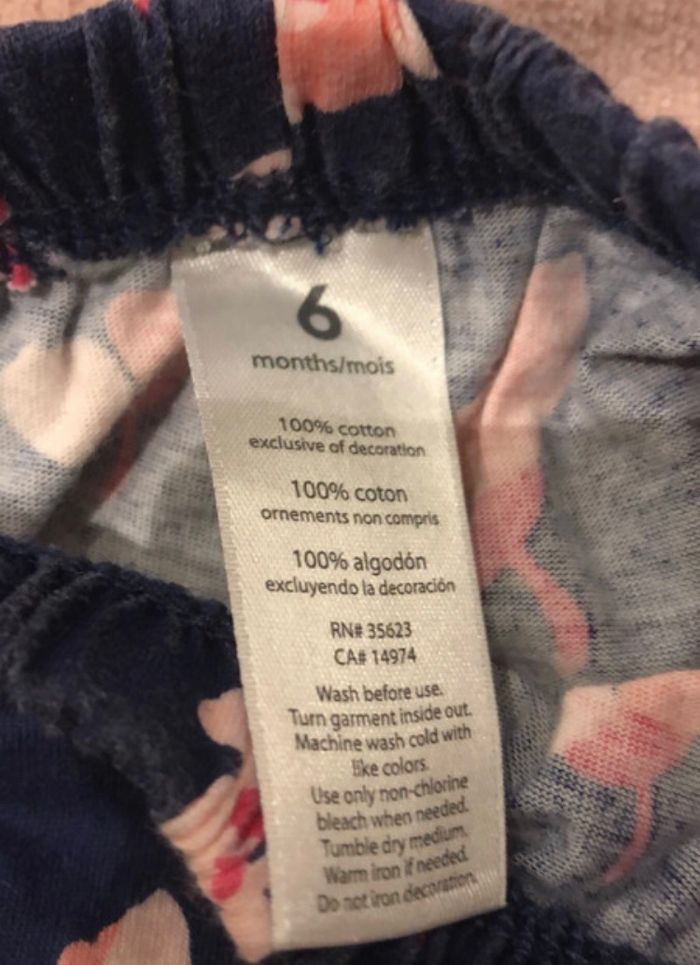 6
months/mois
100% cotton
exclusive of decoration
100% coton
ornements non compris
100% algodón
excluyendo la decoración
RN# 35623
CA# 14974
Wash before use.
Turn garment inside out.
Machine wash cold with
like colors.
Use only non-chlorine
bleach when needed.
Tumble dry medium.
Warm iron if needed.
Do not iron decoration.